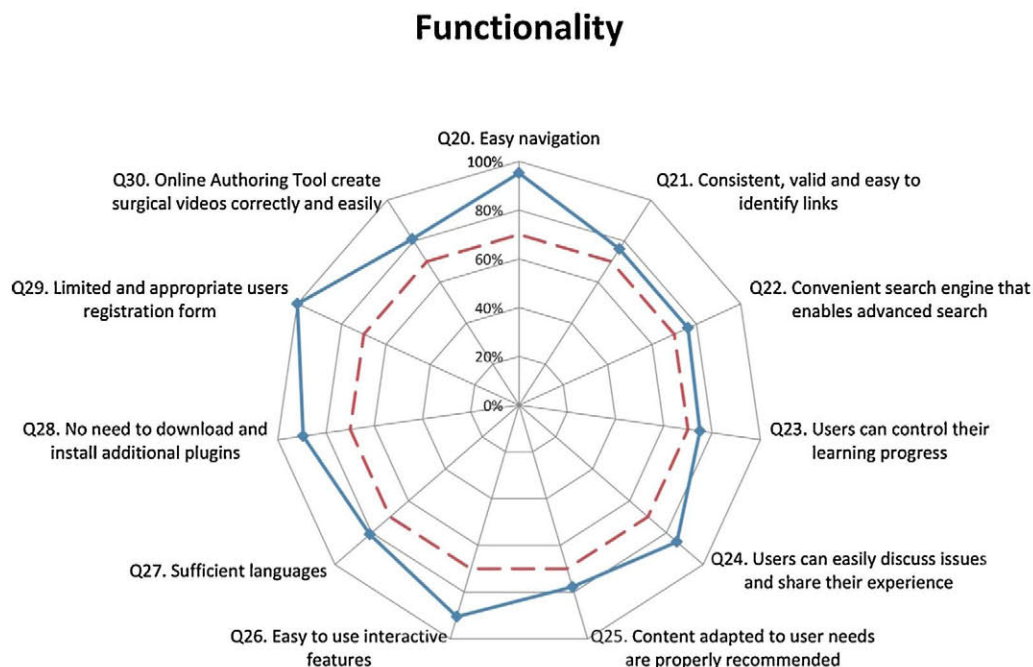 Functionality
Q20. Easy navigation
100%
80%
60%
40%
20%
0%
Q21. Consistent, valid and easy to
identify links
Q22. Convenient search engine that
enables advanced search
Q23. Users can control their
learning progress
Q24. Users can easily discuss issues
and share their experience
Q25. Content adapted to user needs
are properly recommended
Q26. Easy to use interactive
features
Q27. Sufficient languages
Q28. No need to download and
install additional plugins
Q29. Limited and appropriate users
registration form
Q30. Online Authoring Tool create
surgical videos correctly and easily